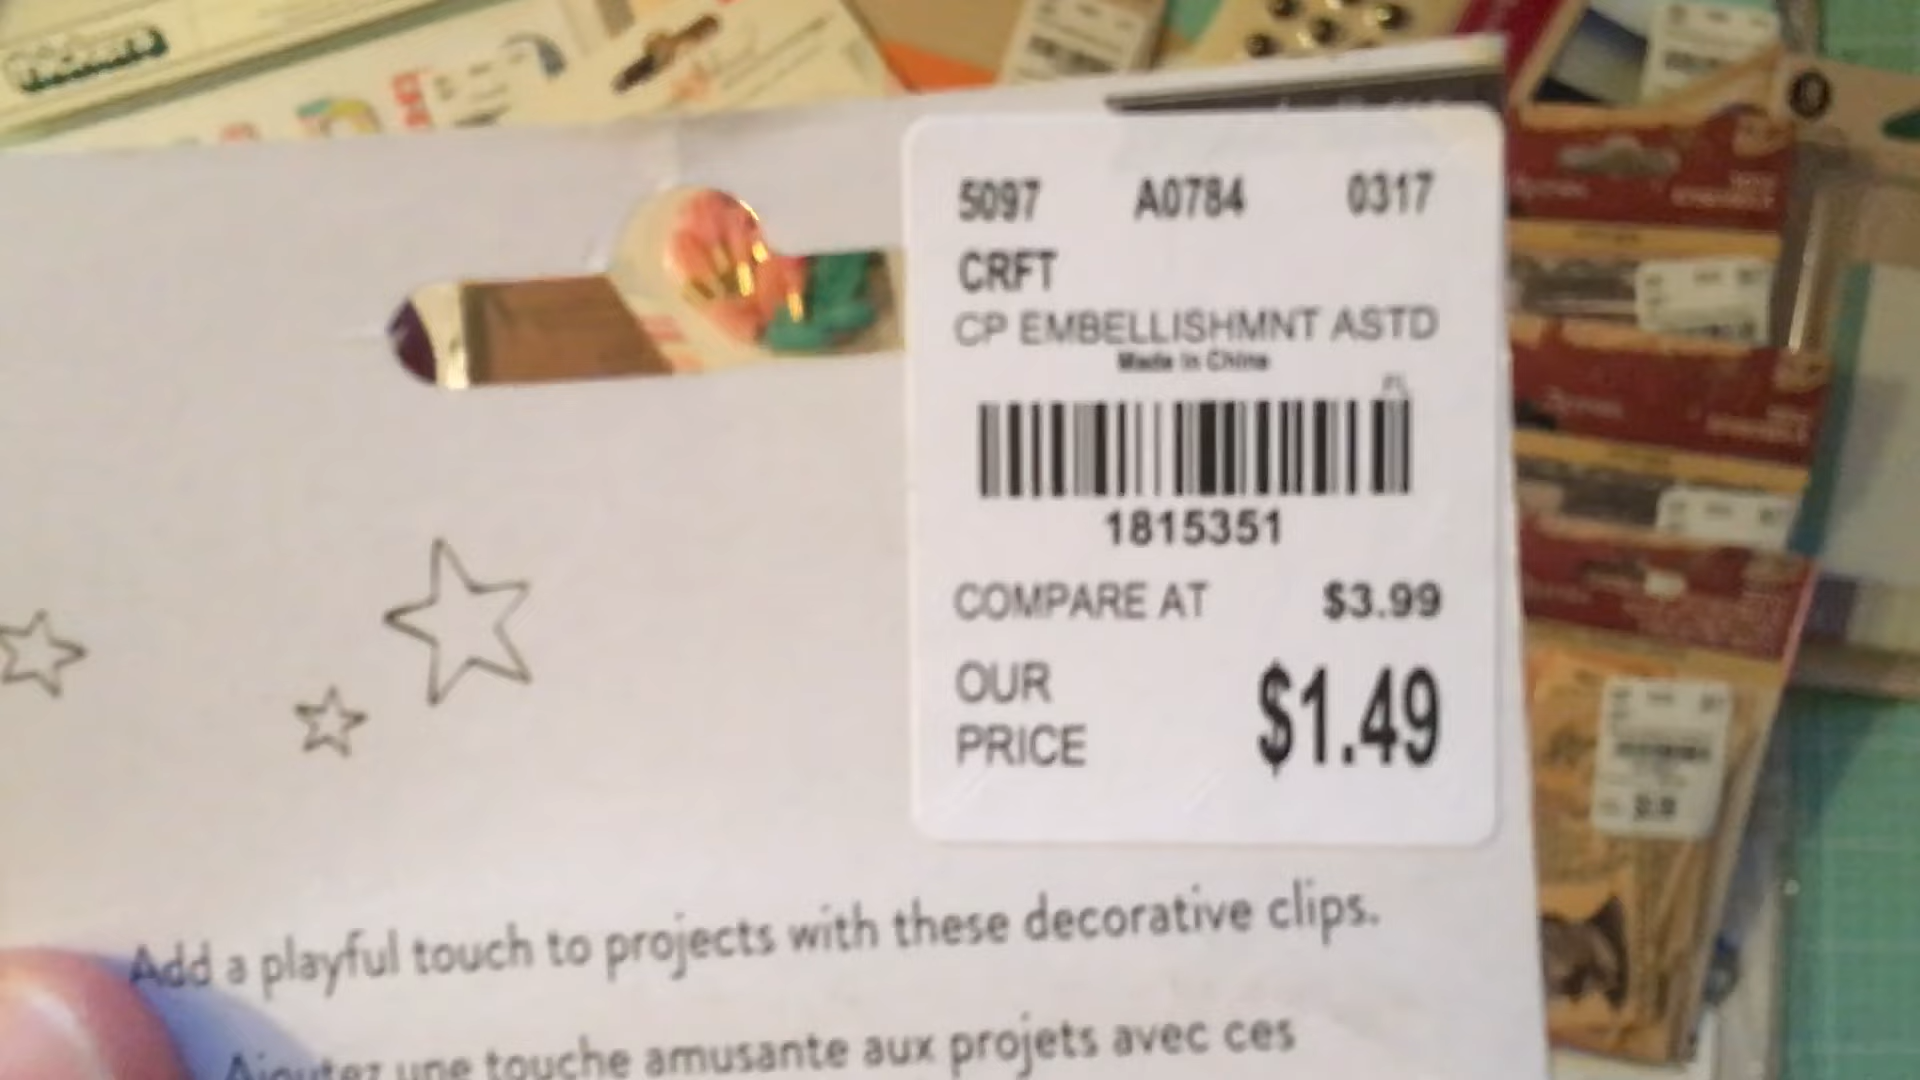 5097 A0784 0317
CRFT
CP EMBELLISHMNT ASTD
Made In China
1815351
COMPARE AT $3.99
OUR
PRICE $1.49
Add a playful touch to projects with these decorative clips.
Ajoutez une touche amusante aux projets avec ces